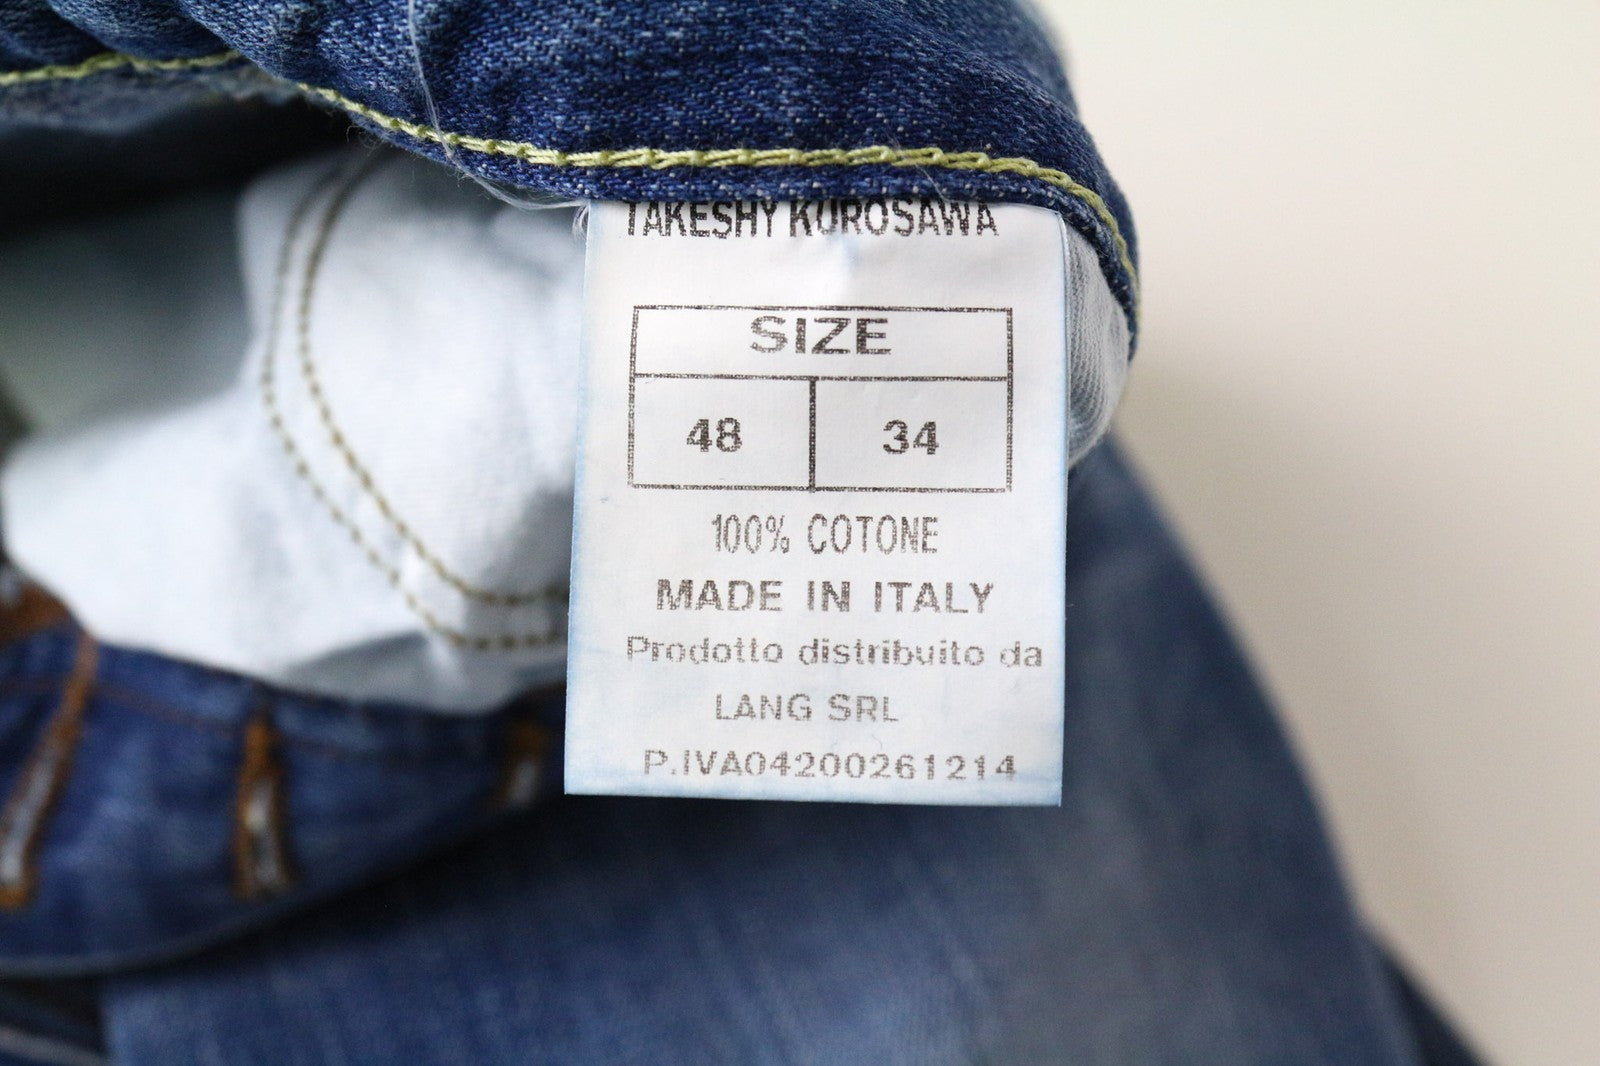 TAKESHY KUROSAWA
SIZE
48 34
100% COTONE
MADE IN ITALY
Prodotto distribuito da
LANG SRL
P.IVA04200261214